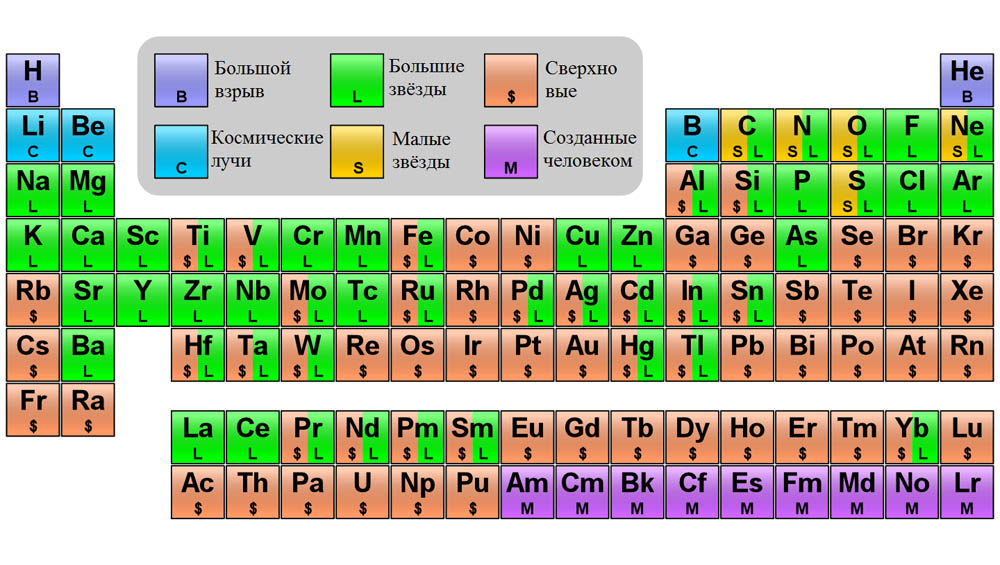 Большой взрыв
B
Большие звёзды
L
Сверхно вые
$
Космические лучи
C
Малые звёзды
S
Созданные человеком
M
H B He B
Li C Be C B C C S L N S L O S L F L Ne S L
Na L Mg L Al $ L Si $ L P L S S L Cl L Ar L
K L Ca L Sc L Ti $ L V $ L Cr L Mn L Fe $ L Co $ Ni $ Cu L Zn L Ga $ Ge $ As L Se $ Br $ Kr $
Rb $ Sr L Y L Zr L Nb L Mo $ L Tc L Ru $ L Rh $ Pd $ L Ag $ L Cd $ L In $ L Sn $ L Sb $ Te $ I $ Xe $
Cs $ Ba L Hf $ L Ta $ L W $ L Re $ Os $ Ir $ Pt $ Au $ Hg $ L Tl $ L Pb $ Bi $ Po $ At $ Rn $
Fr $ Ra $
La L Ce L Pr $ L Nd $ L Pm $ L Sm $ L Eu $ Gd $ Tb $ Dy $ Ho $ Er $ Tm $ Yb $ L Lu $
Ac $ Th $ Pa $ U $ Np $ Pu $ Am M Cm M Bk M Cf M Es M Fm M Md M No M Lr M